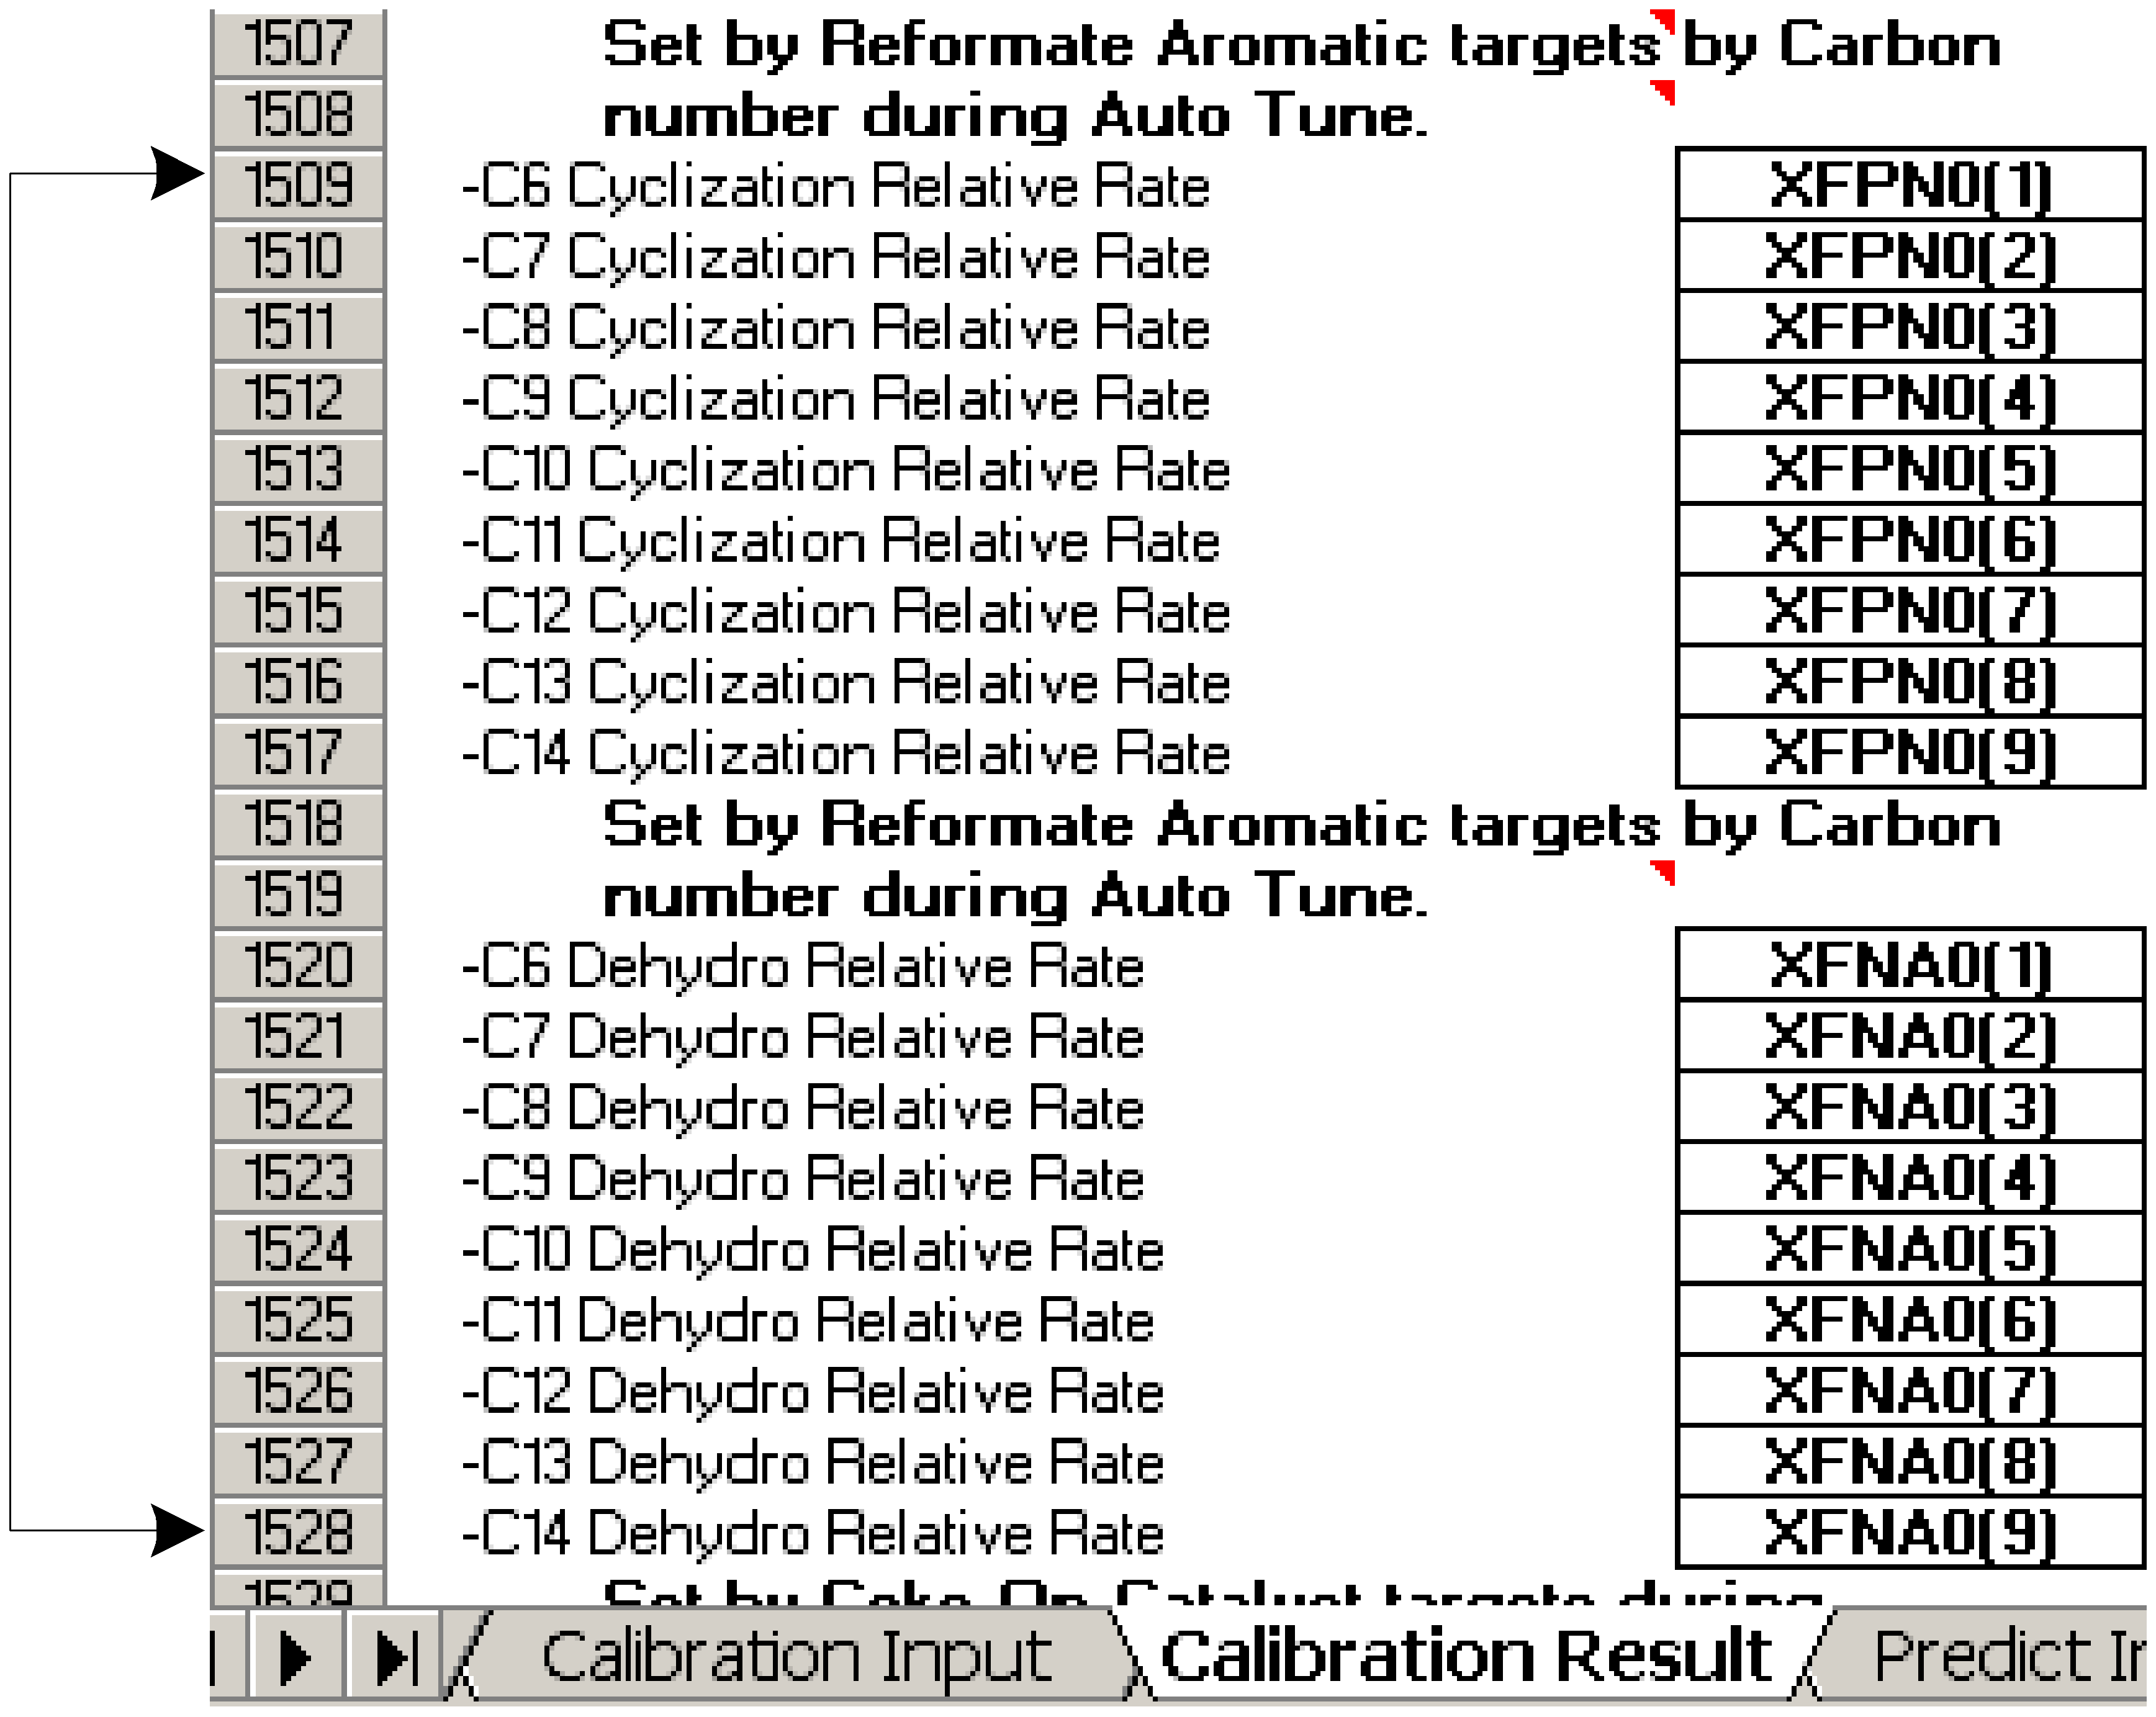 1507 Set by Reformate Aromatic targets by Carbon
1508 number during Auto Tune.
1509 -C6 Cyclization Relative Rate XFPN0(1)
1510 -C7 Cyclization Relative Rate XFPN0(2)
1511 -C8 Cyclization Relative Rate XFPN0(3)
1512 -C9 Cyclization Relative Rate XFPN0(4)
1513 -C10 Cyclization Relative Rate XFPN0(5)
1514 -C11 Cyclization Relative Rate XFPN0(6)
1515 -C12 Cyclization Relative Rate XFPN0(7)
1516 -C13 Cyclization Relative Rate XFPN0(8)
1517 -C14 Cyclization Relative Rate XFPN0(9)
1518 Set by Reformate Aromatic targets by Carbon
1519 number during Auto Tune.
1520 -C6 Dehydro Relative Rate XFNA0(1)
1521 -C7 Dehydro Relative Rate XFNA0(2)
1522 -C8 Dehydro Relative Rate XFNA0(3)
1523 -C9 Dehydro Relative Rate XFNA0(4)
1524 -C10 Dehydro Relative Rate XFNA0(5)
1525 -C11 Dehydro Relative Rate XFNA0(6)
1526 -C12 Dehydro Relative Rate XFNA0(7)
1527 -C13 Dehydro Relative Rate XFNA0(8)
1528 -C14 Dehydro Relative Rate XFNA0(9)
1529 Set by Coke On Catalyst targets during
Calibration Input Calibration Result Predict